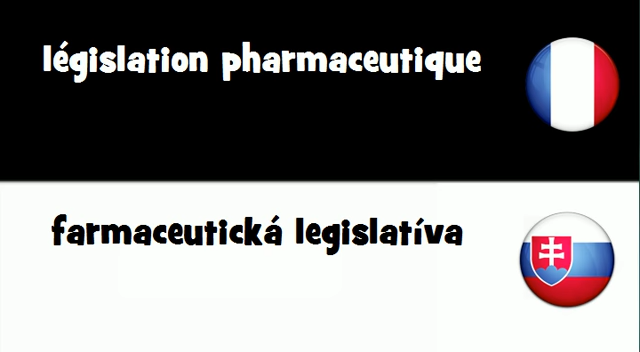 législation pharmaceutique
farmaceutická legislatíva